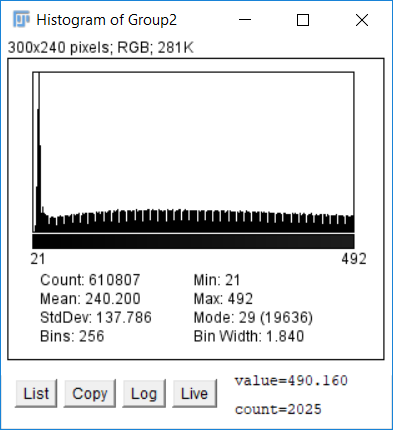 Histogram of Group2
300x240 pixels; RGB; 281K
21 492
Count: 610807 Min: 21
Mean: 240.200 Max: 492
StdDev: 137.786 Mode: 29 (19636)
Bins: 256 Bin Width: 1.840
List Copy Log Live value=490.160
count=2025